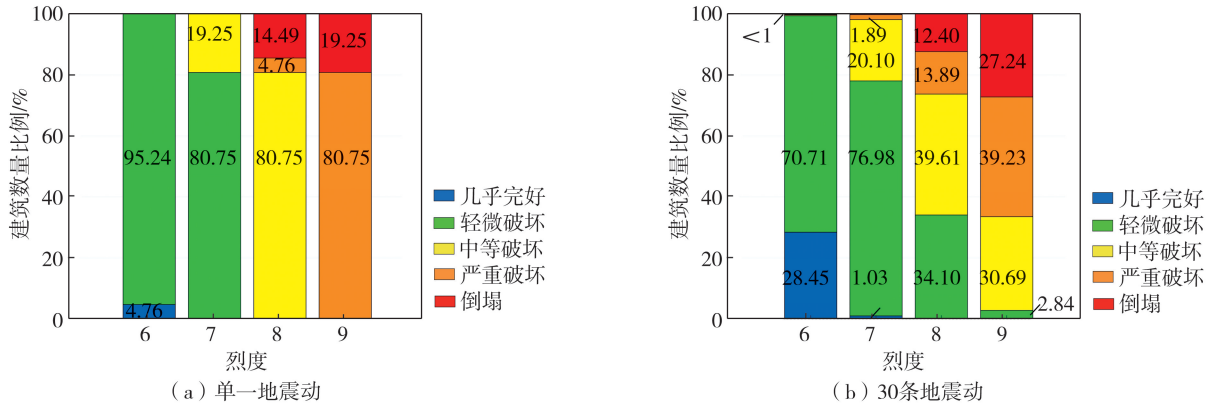 100
80
60
40
20
0
建筑数量比例/%
19.25
14.49
19.25
4.76
95.24
80.75
80.75
80.75
4.76
6
7
8
9
烈度
几乎完好
轻微破坏
中等破坏
严重破坏
倒塌
(a)单一地震动
100
80
60
40
20
0
建筑数量比例/%
<1
1.89
12.40
20.10
27.24
13.89
70.71
76.98
39.61
39.23
28.45
1.03
34.10
30.69
2.84
6
7
8
9
烈度
几乎完好
轻微破坏
中等破坏
严重破坏
倒塌
(b)30条地震动